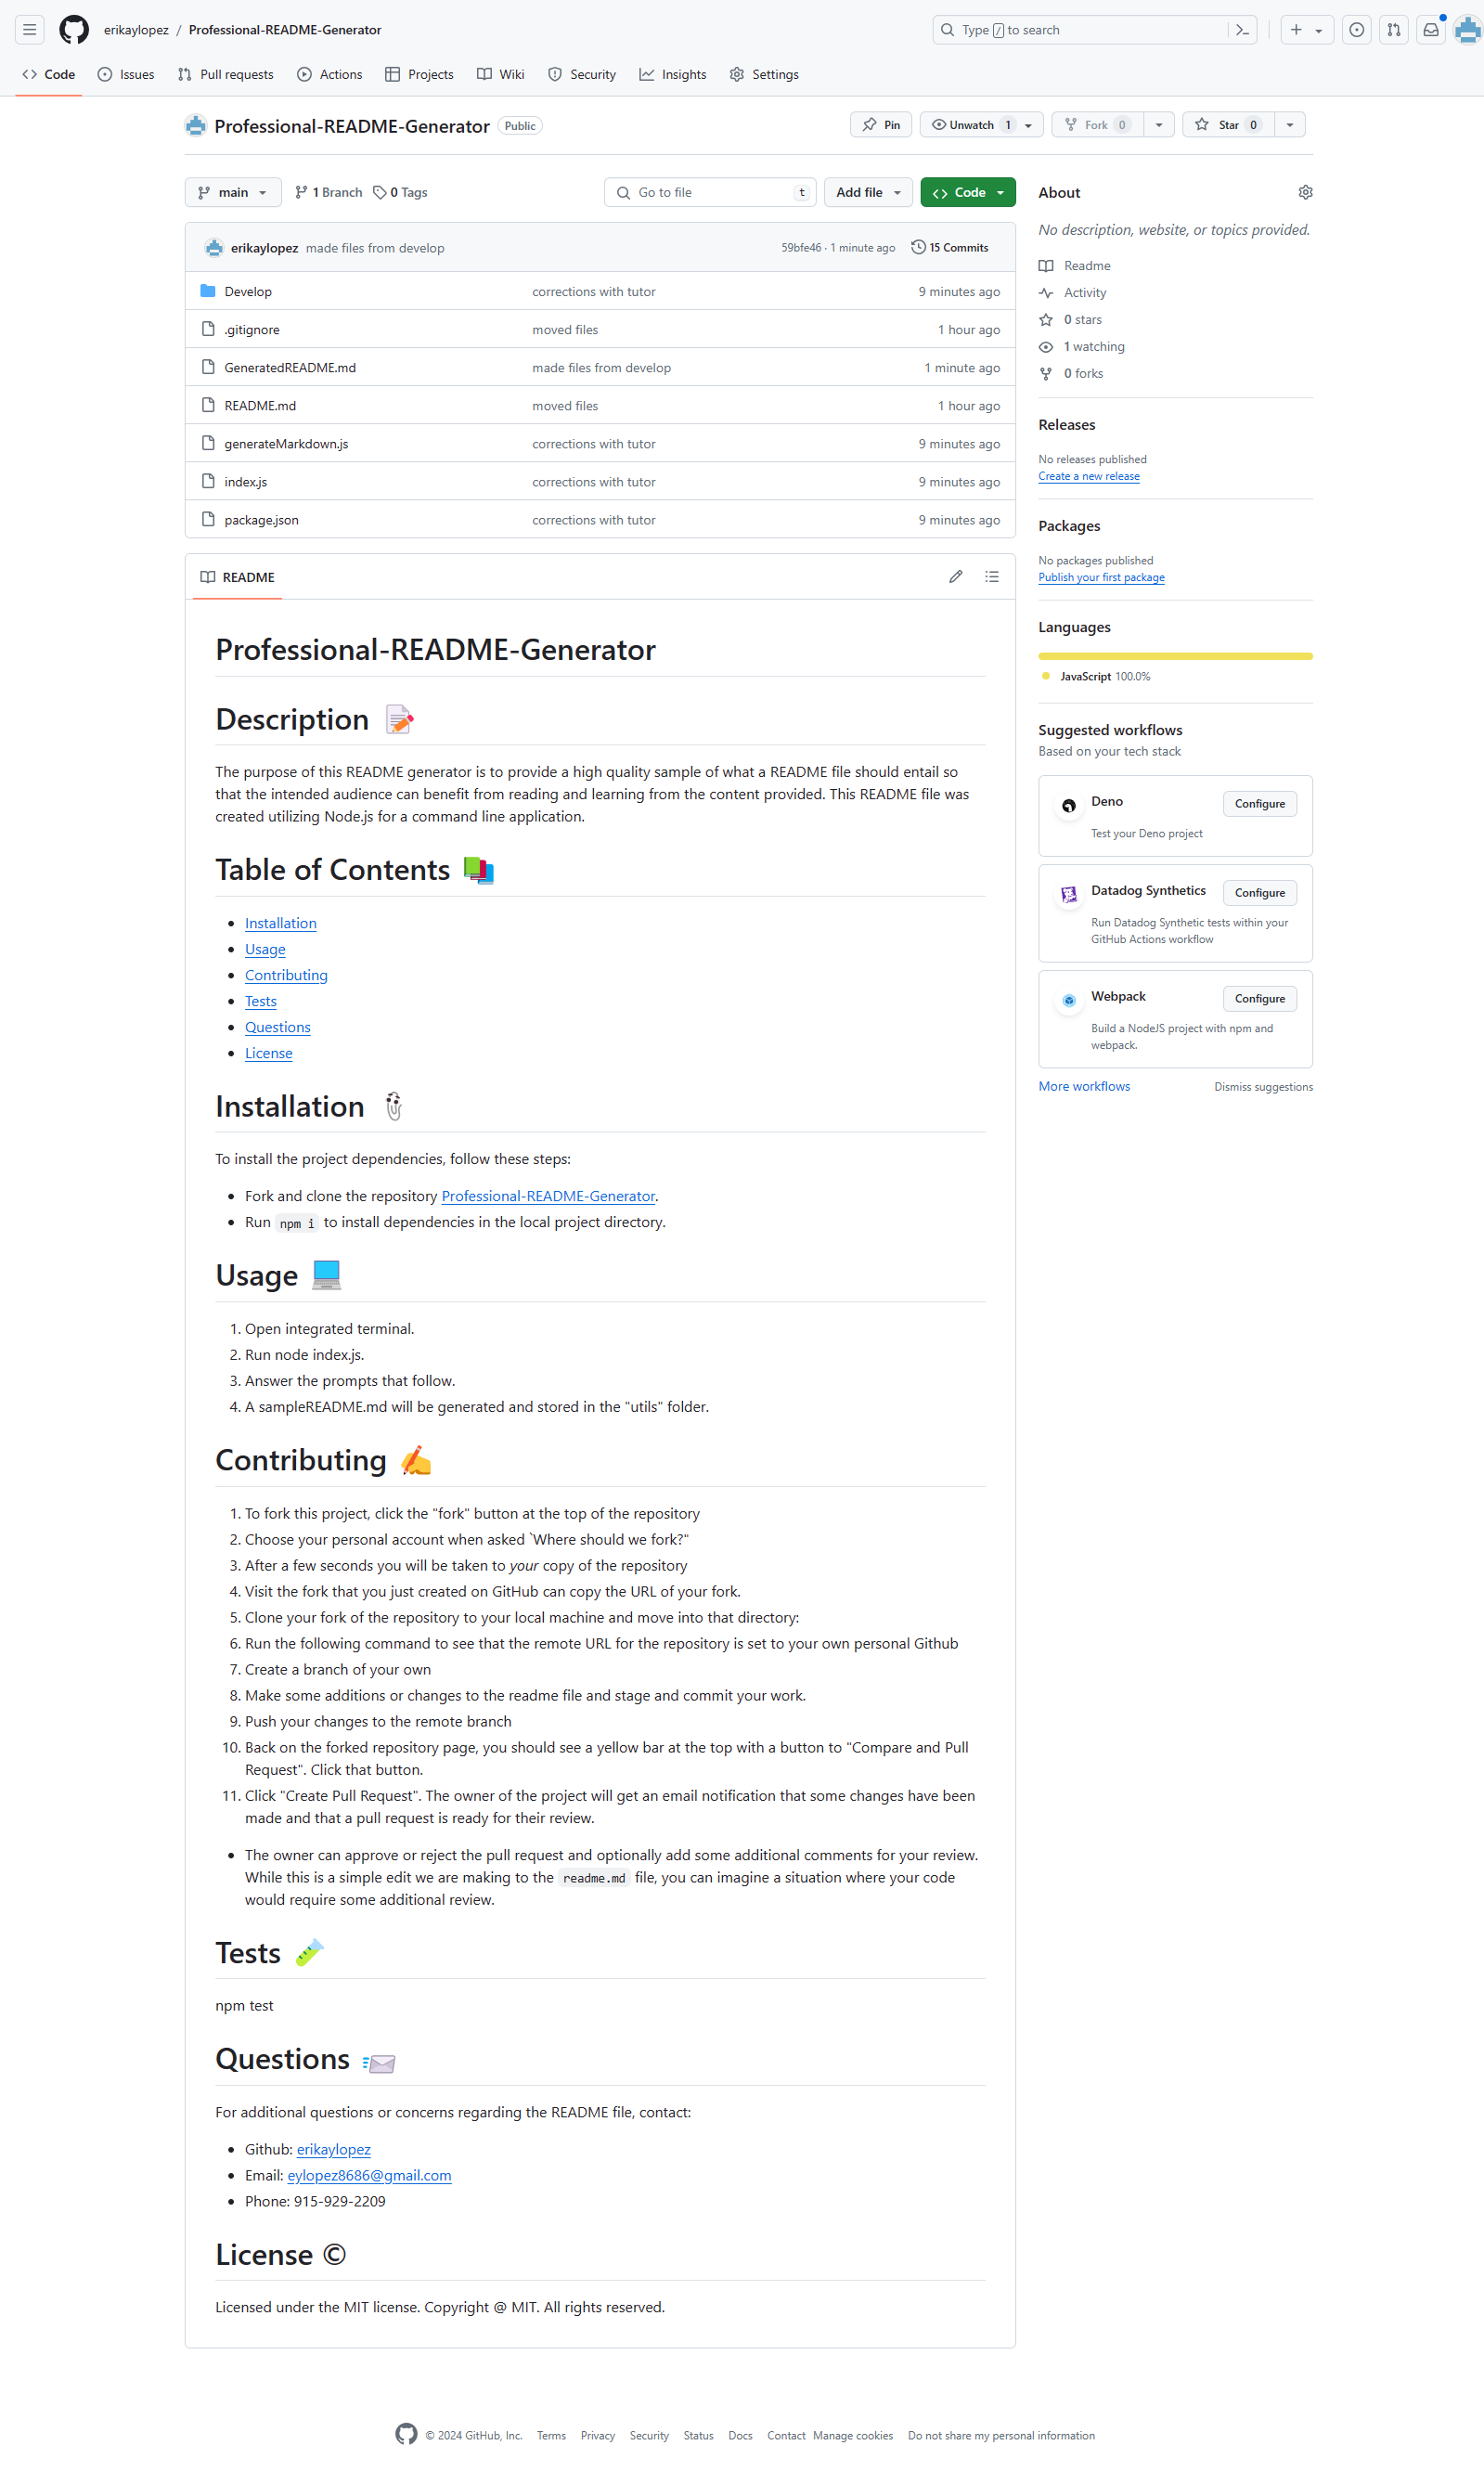 erikaylopez / Professional-README-Generator
Type / to search
Code Issues Pull requests Actions Projects Wiki Security Insights Settings
Professional-README-Generator Public
Pin Unwatch 1 Fork 0 Star 0
main 1 Branch 0 Tags Go to file t Add file Code
erikaylopez made files from develop 59bfe46 · 1 minute ago 15 Commits
Develop corrections with tutor 9 minutes ago
.gitignore moved files 1 hour ago
GeneratedREADME.md made files from develop 1 minute ago
README.md moved files 1 hour ago
generateMarkdown.js corrections with tutor 9 minutes ago
index.js corrections with tutor 9 minutes ago
package.json corrections with tutor 9 minutes ago
README
Professional-README-Generator
Description
The purpose of this README generator is to provide a high quality sample of what a README file should entail so
that the intended audience can benefit from reading and learning from the content provided. This README file was
created utilizing Node.js for a command line application.
Table of Contents
Installation
Usage
Contributing
Tests
Questions
License
Installation
To install the project dependencies, follow these steps:
Fork and clone the repository Professional-README-Generator.
Run npm i to install dependencies in the local project directory.
Usage
1. Open integrated terminal.
2. Run node index.js.
3. Answer the prompts that follow.
4. A sampleREADME.md will be generated and stored in the "utils" folder.
Contributing
1. To fork this project, click the "fork" button at the top of the repository
2. Choose your personal account when asked `Where should we fork?"
3. After a few seconds you will be taken to your copy of the repository
4. Visit the fork that you just created on GitHub can copy the URL of your fork.
5. Clone your fork of the repository to your local machine and move into that directory:
6. Run the following command to see that the remote URL for the repository is set to your own personal Github
7. Create a branch of your own
8. Make some additions or changes to the readme file and stage and commit your work.
9. Push your changes to the remote branch
10. Back on the forked repository page, you should see a yellow bar at the top with a button to "Compare and Pull
Request". Click that button.
11. Click "Create Pull Request". The owner of the project will get an email notification that some changes have been
made and that a pull request is ready for their review.
The owner can approve or reject the pull request and optionally add some additional comments for your review.
While this is a simple edit we are making to the readme.md file, you can imagine a situation where your code
would require some additional review.
Tests
npm test
Questions
For additional questions or concerns regarding the README file, contact:
Github: erikaylopez
Email: eylopez8686@gmail.com
Phone: 915-929-2209
License ©
Licensed under the MIT license. Copyright @ MIT. All rights reserved.
About
No description, website, or topics provided.
Readme
Activity
0 stars
1 watching
0 forks
Releases
No releases published
Create a new release
Packages
No packages published
Publish your first package
Languages
JavaScript 100.0%
Suggested workflows
Based on your tech stack
Deno Configure
Test your Deno project
Datadog Synthetics Configure
Run Datadog Synthetic tests within your
GitHub Actions workflow
Webpack Configure
Build a NodeJS project with npm and
webpack.
More workflows Dismiss suggestions
© 2024 GitHub, Inc. Terms Privacy Security Status Docs Contact Manage cookies Do not share my personal information